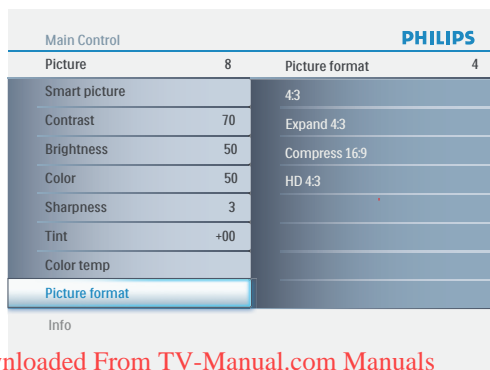 Main Control
PHILIPS
Picture 8
Picture format 4
Smart picture
4:3
Contrast 70
Expand 4:3
Brightness 50
Compress 16:9
Color 50
HD 4:3
Sharpness 3
Tint +00
Color temp
Picture format
Info
nloaded From TV-Manual.com Manuals